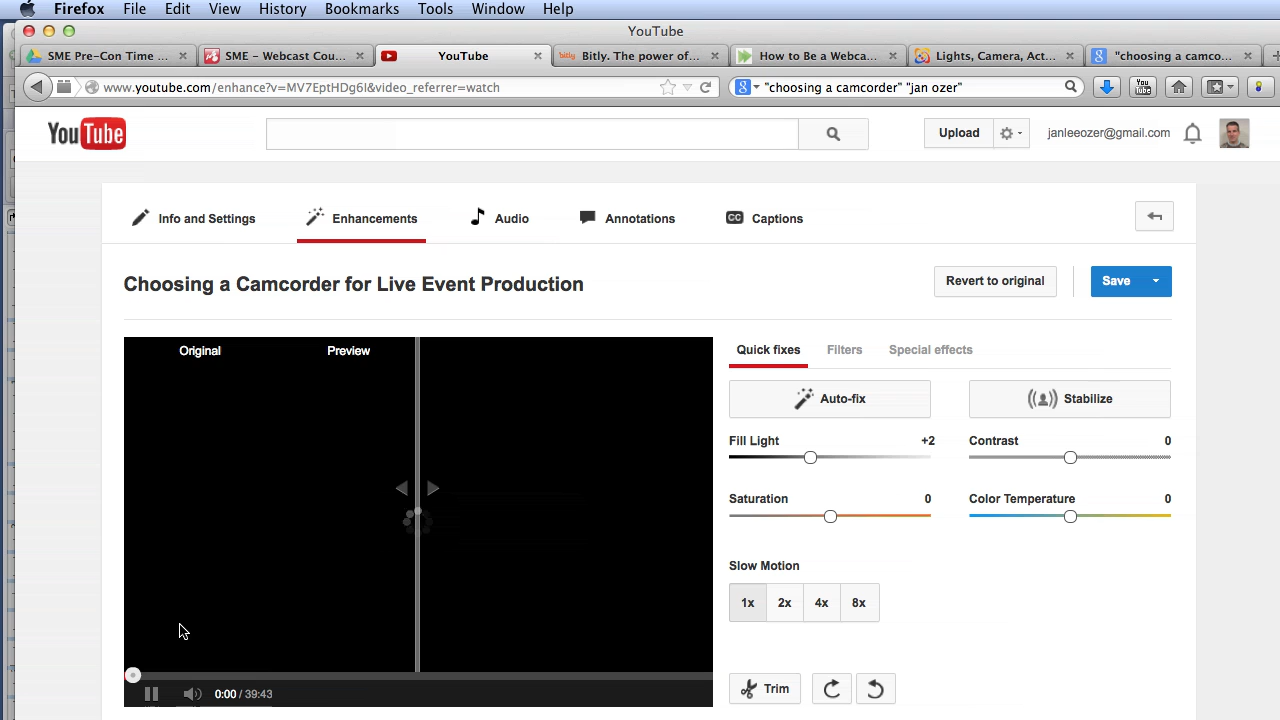 Firefox File Edit View History Bookmarks Tools Window Help
YouTube
SME Pre-Con Time ... SME – Webcast Cou... YouTube bitly Bitly. The power of... How to Be a Webca... Lights, Camera, Act... "choosing a camco...
www.youtube.com/enhance?v=MV7EptHDg6I&video_referrer=watch "choosing a camcorder" "jan ozer" You Tube
YouTube Upload janleeozer@gmail.com
Info and Settings Enhancements Audio Annotations CC Captions
Choosing a Camcorder for Live Event Production Revert to original Save
Original Preview Quick fixes Filters Special effects
Auto-fix Stabilize
Fill Light +2 Contrast 0
Saturation 0 Color Temperature 0
Slow Motion
1x 2x 4x 8x
0:00 / 39:43 Trim